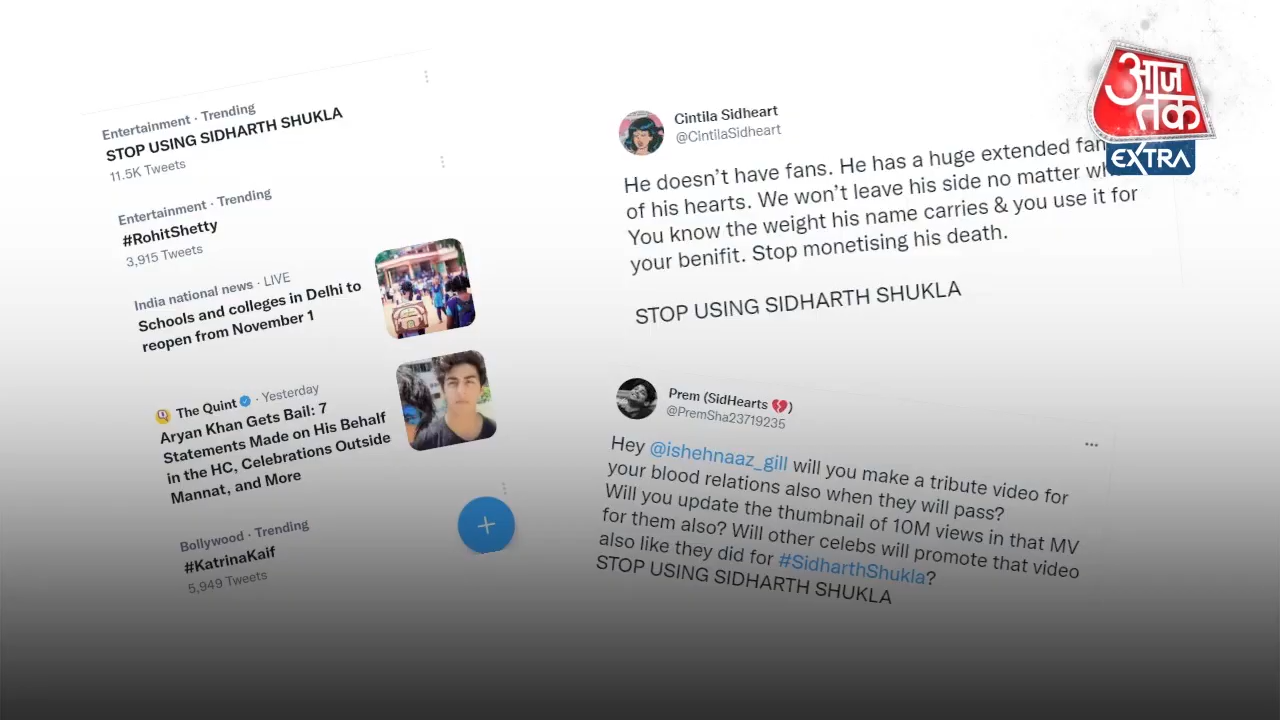 Entertainment · Trending
STOP USING SIDHARTH SHUKLA
11.5K Tweets
Entertainment · Trending
#RohitShetty
3,915 Tweets
India national news · LIVE
Schools and colleges in Delhi to
reopen from November 1
The Quint · Yesterday
Aryan Khan Gets Bail: 7
Statements Made on His Behalf
in the HC, Celebrations Outside
Mannat, and More
Bollywood · Trending
#KatrinaKaif
5,949 Tweets
Cintila Sidheart
@CIntilaSidheart
He doesn't have fans. He has a huge extended
of his hearts. We won't leave his side no matter
You know the weight his name carries & you use it for
your benifit. Stop monetising his death.
STOP USING SIDHARTH SHUKLA
Prem (SidHearts 💔)
@PremSha23719235
Hey @ishehnaaz_gill will you make a tribute video for
your blood relations also when they will pass?
Will you update the thumbnail of 10M views in that MV
for them also? Will other celebs will promote that video
also like they did for #SidharthShukla?
STOP USING SIDHARTH SHUKLA
आज
तक
EXTRA